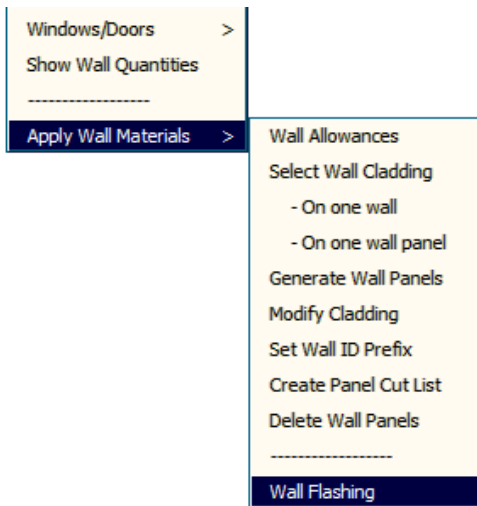 Windows/Doors >
Show Wall Quantities
------------------
Apply Wall Materials >
Wall Allowances
Select Wall Cladding
- On one wall
- On one wall panel
Generate Wall Panels
Modify Cladding
Set Wall ID Prefix
Create Panel Cut List
Delete Wall Panels
------------------
Wall Flashing